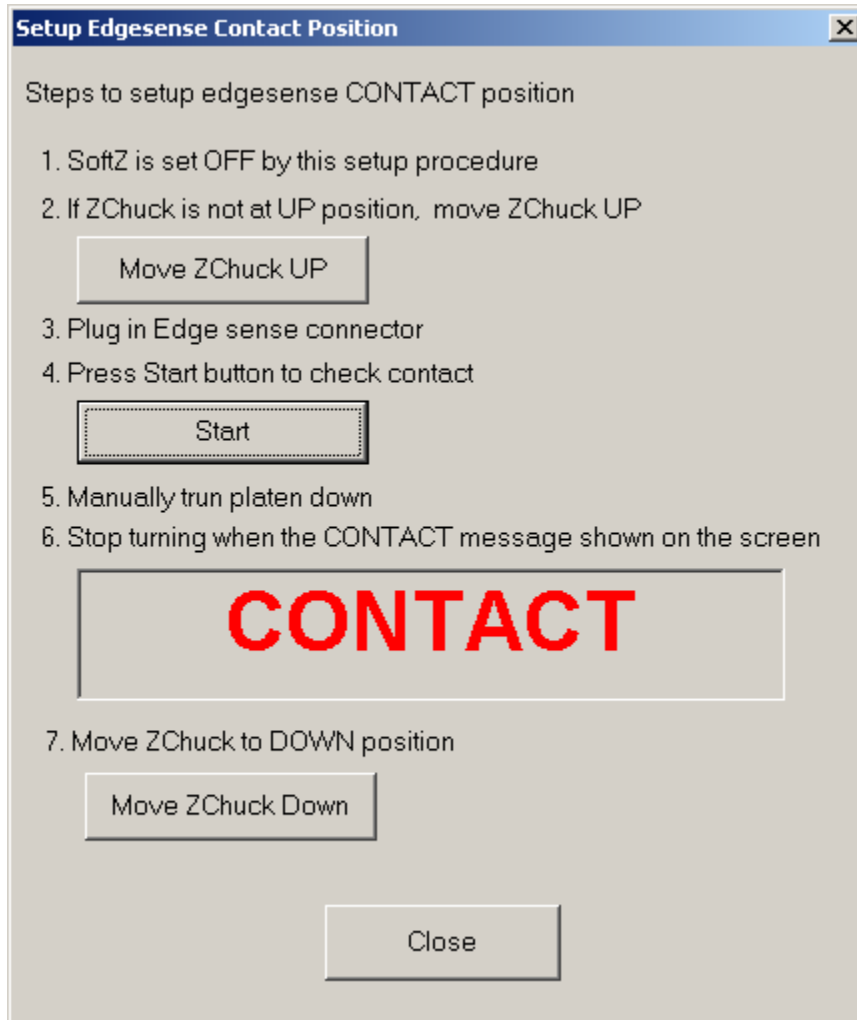 Setup Edgesense Contact Position
Steps to setup edgesense CONTACT position
1. SoftZ is set OFF by this setup procedure
2. If ZChuck is not at UP position, move ZChuck UP
Move ZChuck UP
3. Plug in Edge sense connector
4. Press Start button to check contact
Start
5. Manually trun platen down
6. Stop turning when the CONTACT message shown on the screen
CONTACT
7. Move ZChuck to DOWN position
Move ZChuck Down
Close